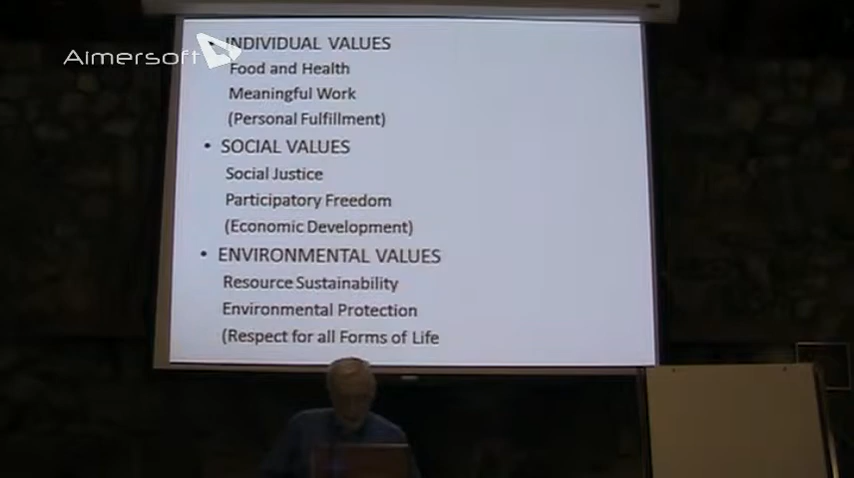 Aimersoft
• INDIVIDUAL VALUES
Food and Health
Meaningful Work
(Personal Fulfillment)
• SOCIAL VALUES
Social Justice
Participatory Freedom
(Economic Development)
• ENVIRONMENTAL VALUES
Resource Sustainability
Environmental Protection
(Respect for all Forms of Life